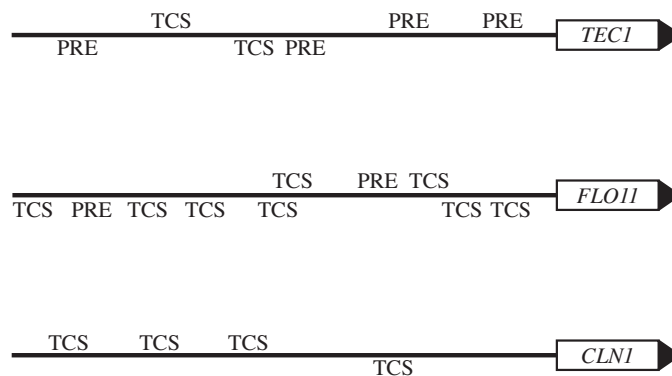 TCS PRE PRE
TEC1
PRE TCS PRE
TCS PRE TCS
FLO11
TCS PRE TCS TCS TCS TCS TCS
TCS TCS TCS
CLN1
TCS